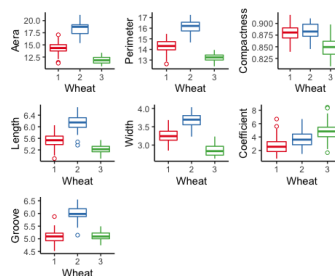 Aera
20.0
17.5
15.0
12.5
1 2 3
Wheat
Perimeter
17
16
15
14
13
1 2 3
Wheat
Compactness
0.900
0.875
0.850
0.825
1 2 3
Wheat
Length
6.4
6.0
5.6
5.2
1 2 3
Wheat
Width
4.0
3.5
3.0
1 2 3
Wheat
Coefficient
8
6
4
2
1 2 3
Wheat
Groove
6.5
6.0
5.5
5.0
4.5
1 2 3
Wheat